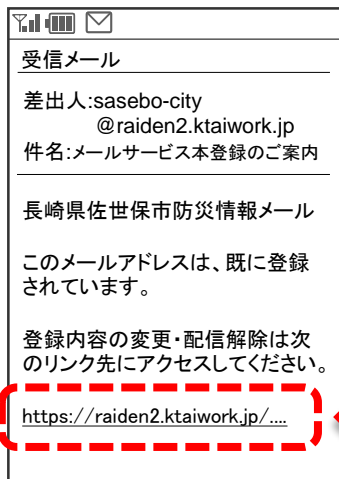 受信メール
差出人:sasebo-city
@raiden2.ktaiwork.jp
件名:メールサービス本登録のご案内
長崎県佐世保市防災情報メール
このメールアドレスは、既に登録
されています。
登録内容の変更・配信解除は次
のリンク先にアクセスしてください。
https://raiden2.ktaiwork.jp/....